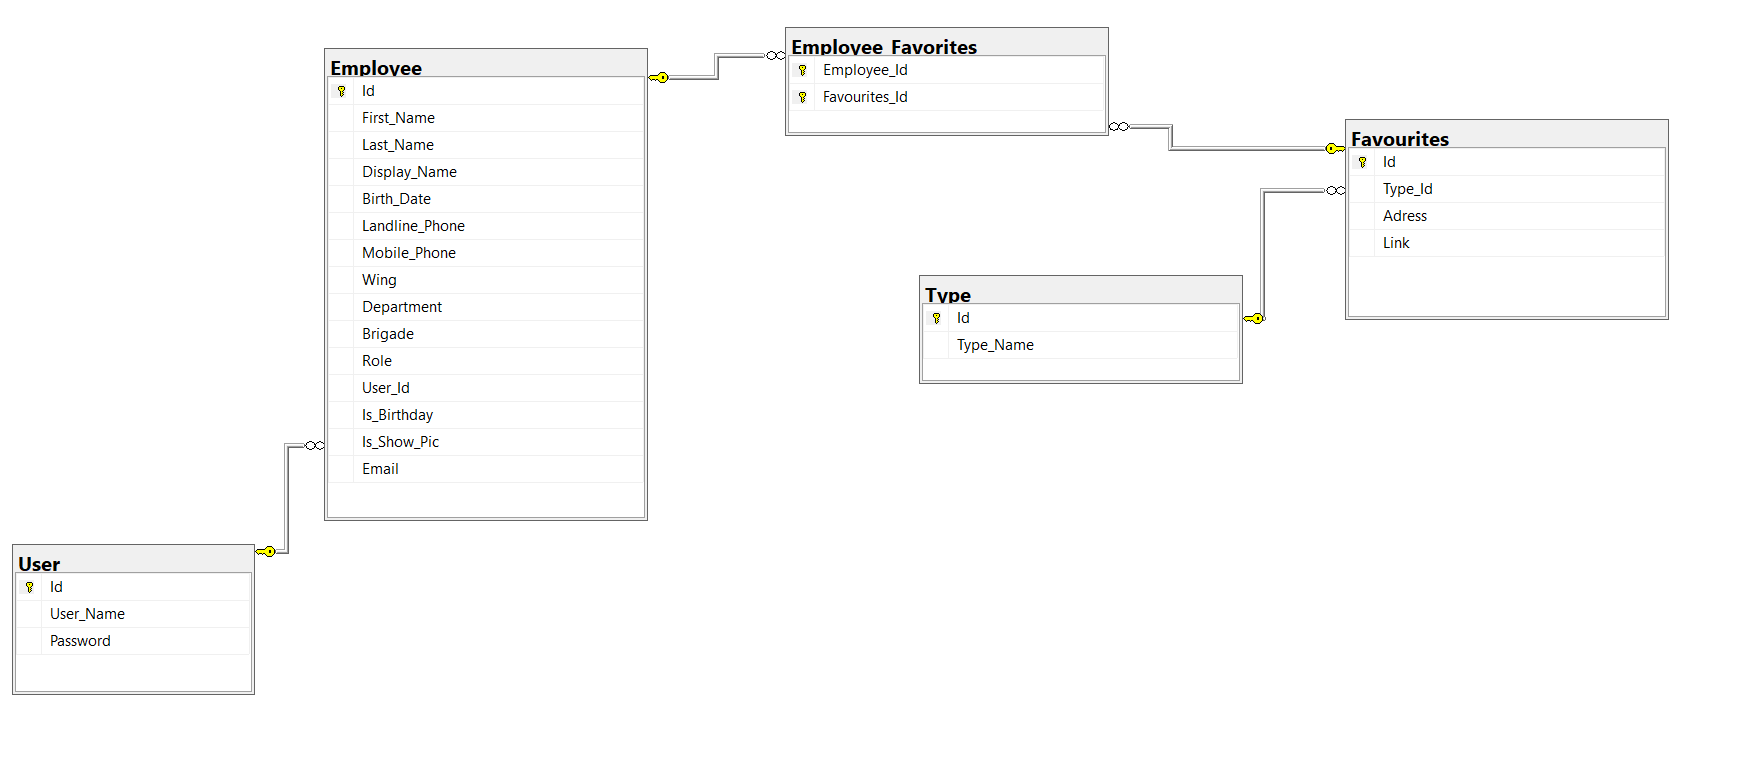 Employee
Id
First_Name
Last_Name
Display_Name
Birth_Date
Landline_Phone
Mobile_Phone
Wing
Department
Brigade
Role
User_Id
Is_Birthday
Is_Show_Pic
Email
Employee_Favorites
Employee_Id
Favourites_Id
Favourites
Id
Type_Id
Adress
Link
Type
Id
Type_Name
User
Id
User_Name
Password